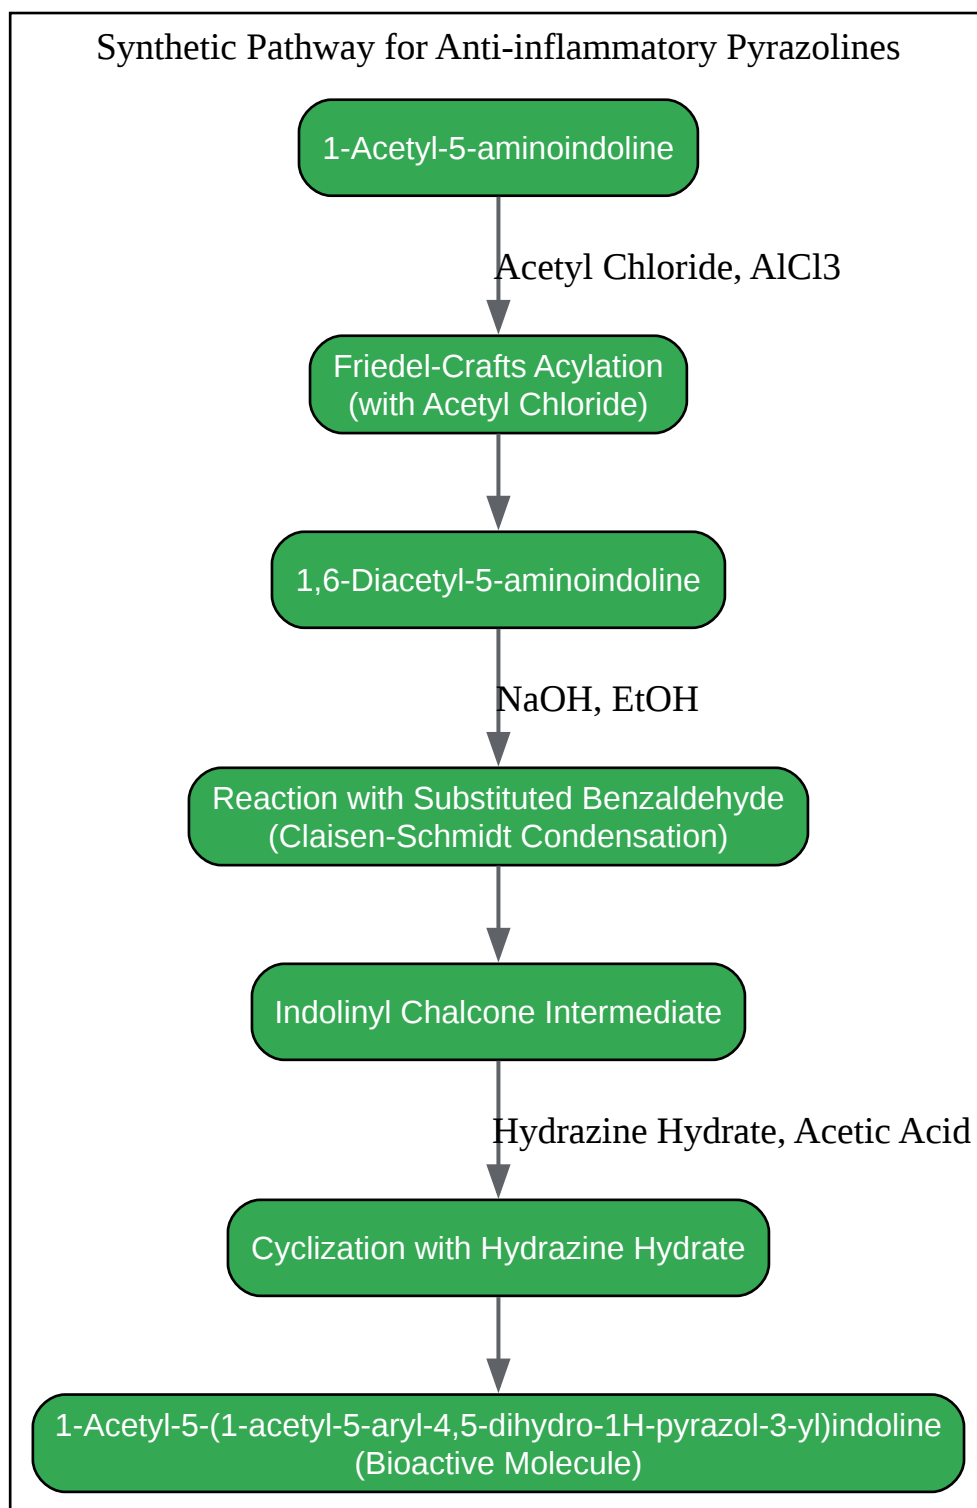 Synthetic Pathway for Anti-inflammatory Pyrazolines
1-Acetyl-5-aminoindoline
Acetyl Chloride, AlCl3
Friedel-Crafts Acylation
(with Acetyl Chloride)
1,6-Diacetyl-5-aminoindoline
NaOH, EtOH
Reaction with Substituted Benzaldehyde
(Claisen-Schmidt Condensation)
Indolinyl Chalcone Intermediate
Hydrazine Hydrate, Acetic Acid
Cyclization with Hydrazine Hydrate
1-Acetyl-5-(1-acetyl-5-aryl-4,5-dihydro-1H-pyrazol-3-yl)indoline
(Bioactive Molecule)